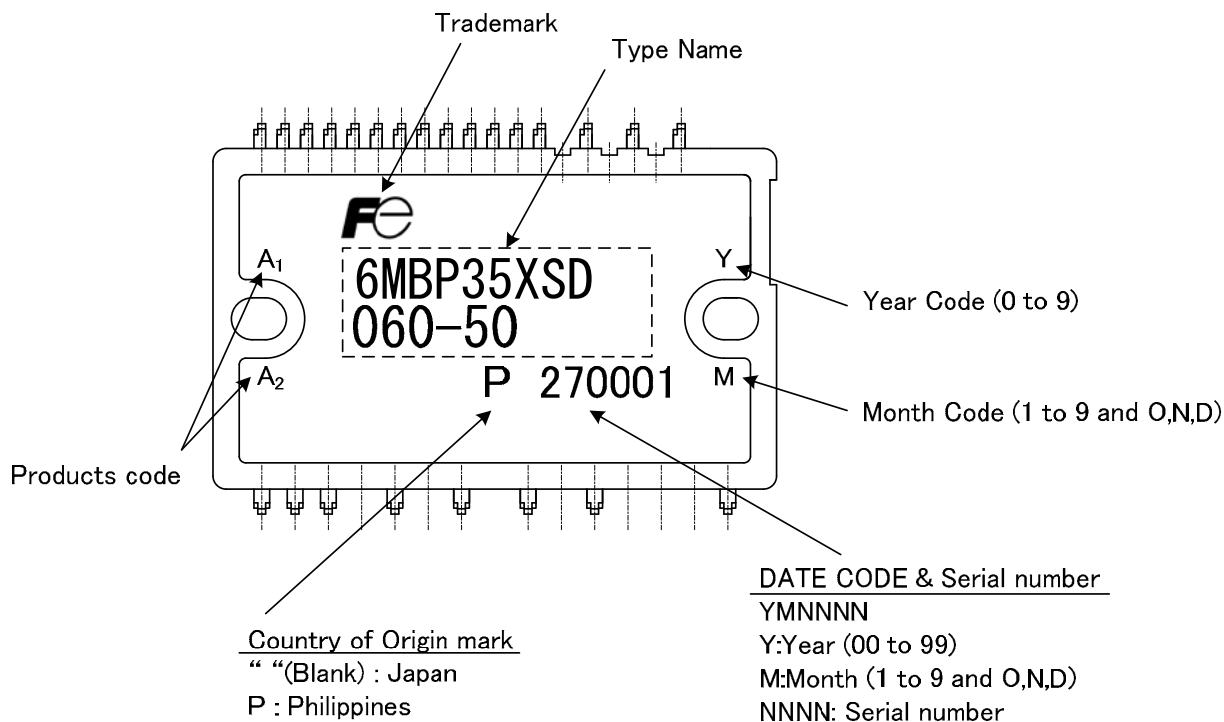 Trademark
Type Name
Fe
6MBP35XSD
060-50
P 270001
A₁
A₂
Y
M
Year Code (0 to 9)
Month Code (1 to 9 and O,N,D)
Products code
Country of Origin mark
“ “(Blank) : Japan
P : Philippines
DATE CODE & Serial number
YMNNNN
Y:Year (00 to 99)
M:Month (1 to 9 and O,N,D)
NNNN: Serial number